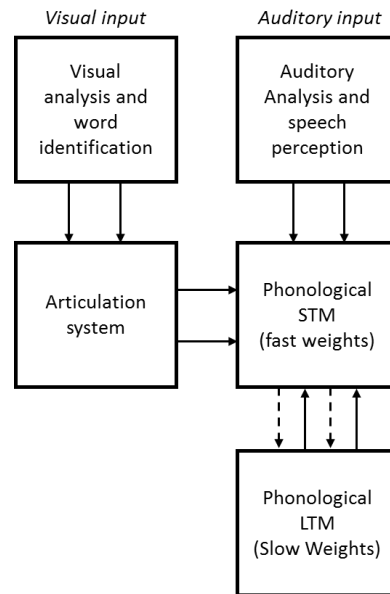 Visual input
Auditory input
Visual
analysis and
word
identification
Auditory
Analysis and
speech
perception
Articulation
system
Phonological
STM
(fast weights)
Phonological
LTM
(Slow Weights)